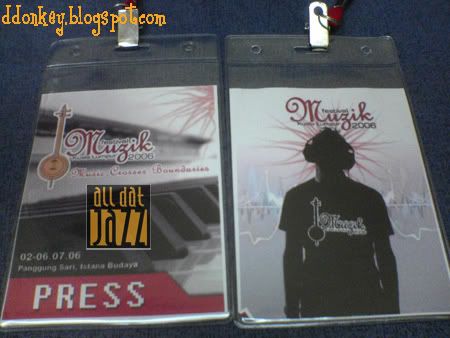 ddonkey.blogspot.com
festival
Muzik
Kuala Lumpur
2006
Music Crosses Boundaries
all dat
JaZZ
02-06.07.06
Panggung Sari, Istana Budaya
PRESS
festival
Muzik
Kuala Lumpur
2006
Muzik